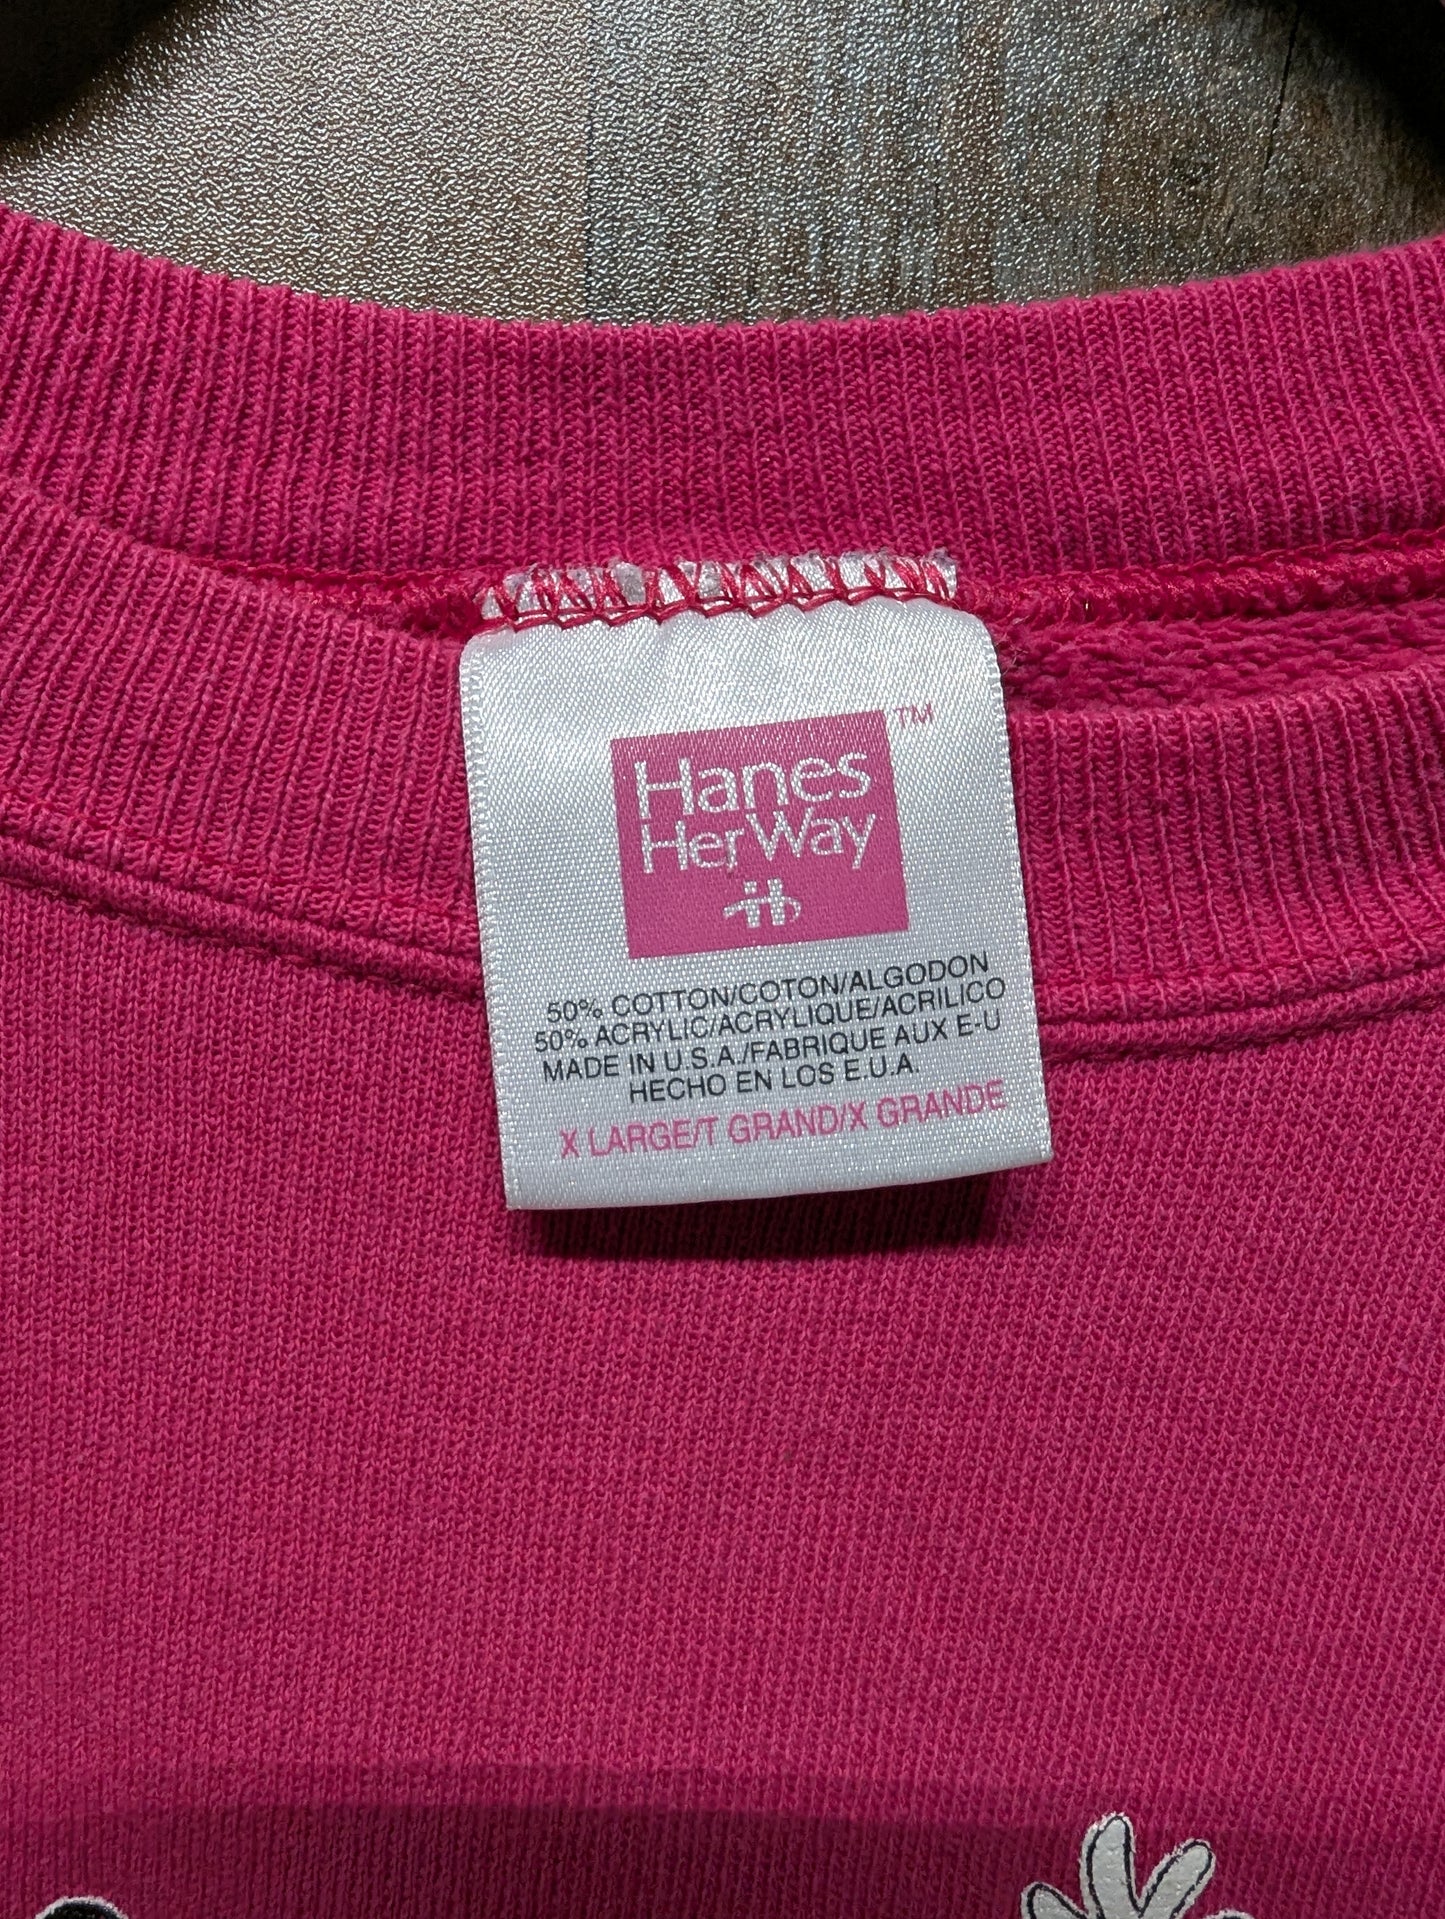 Hanes
Her Way
TM
50% COTTON/COTON/ALGODON
50% ACRYLIC/ACRYLIQUE/ACRILICO
MADE IN U.S.A./FABRIQUE AUX E-U
HECHO EN LOS E.U.A.
X LARGE/T GRAND/X GRANDE